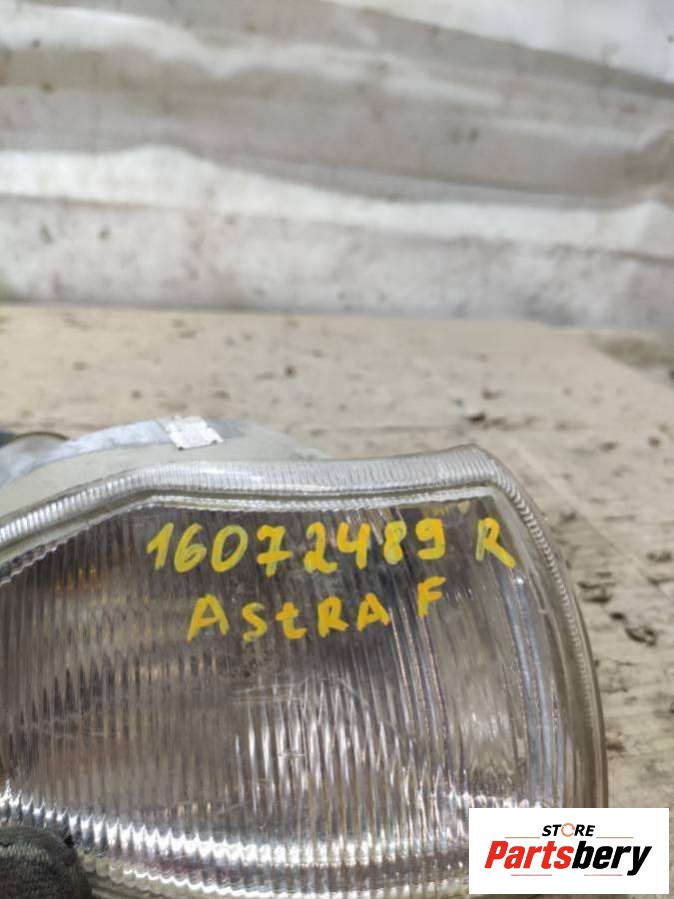 16072489 R
AStRA F
STORE
Partsbery